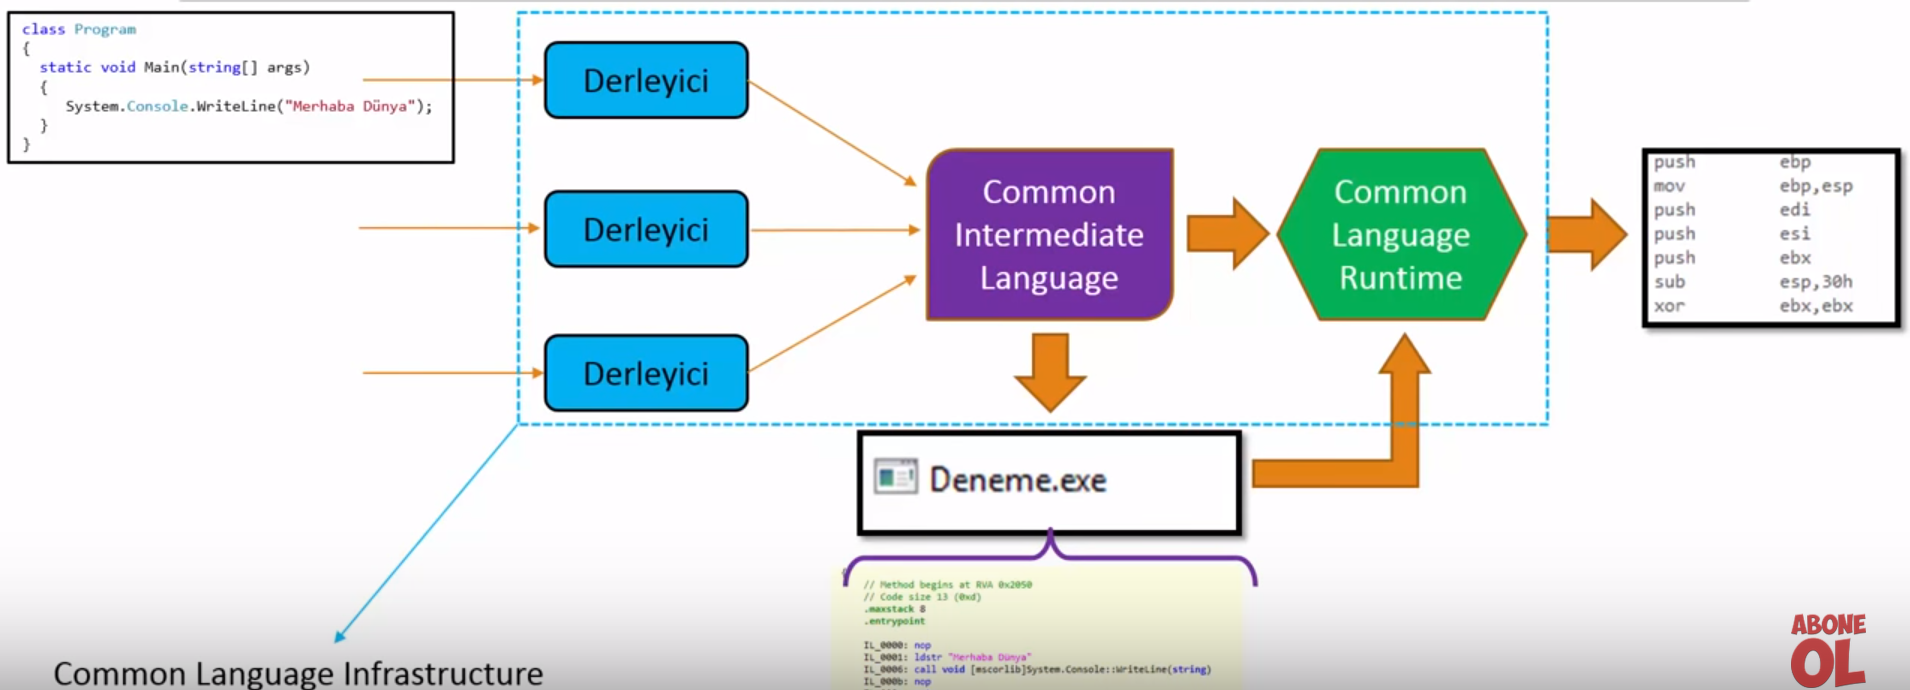 class Program
{
static void Main(string[] args)
{
System.Console.WriteLine("Merhaba Dünya");
}
}
Derleyici
Derleyici
Derleyici
Common
Intermediate
Language
Common
Language
Runtime
push ebp
mov ebp,esp
push edi
push esi
push ebx
sub esp,30h
xor ebx,ebx
Deneme.exe
{
// Method begins at RVA 0x2050
// Code size 13 (0xd)
.maxstack 8
.entrypoint
IL_0000: nop
IL_0001: ldstr "Merhaba Dünya"
IL_0006: call void [mscorlib]System.Console::WriteLine(string)
IL_000b: nop
Common Language Infrastructure
ABONE
OL